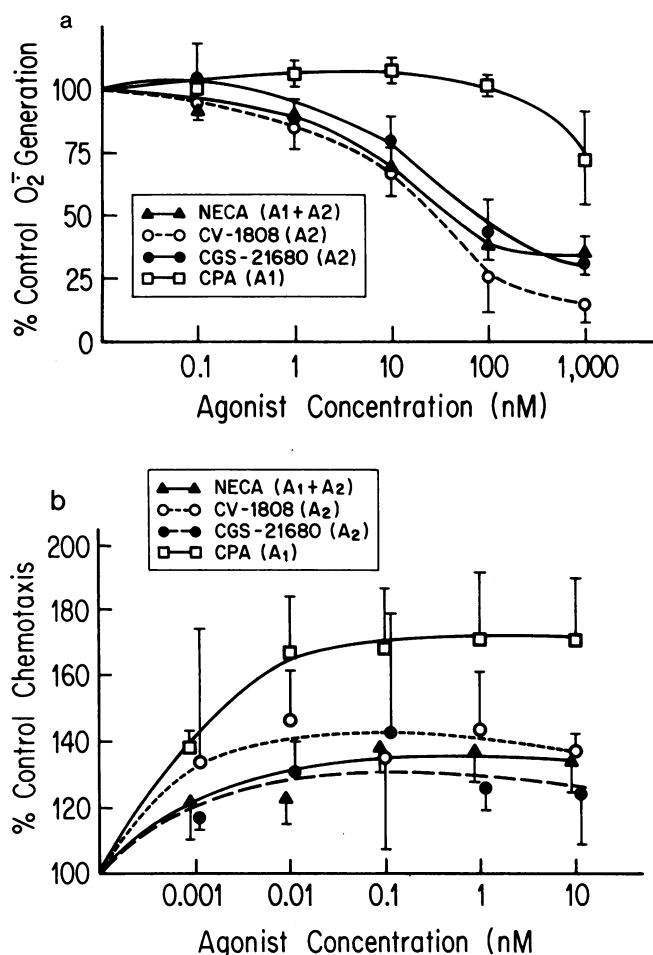 a
% Control O₂⁻ Generation
100
75
50
25
0
NECA (A1+A2)
CV-1808 (A2)
CGS-21680 (A2)
CPA (A1)
0.1 1 10 100 1,000
Agonist Concentration (nM)
b
NECA (A₁+A₂)
CV-1808 (A₂)
CGS-21680 (A₂)
CPA (A₁)
% Control Chemotaxis
200
180
160
140
120
100
0.001 0.01 0.1 1 10
Agonist Concentration (nM